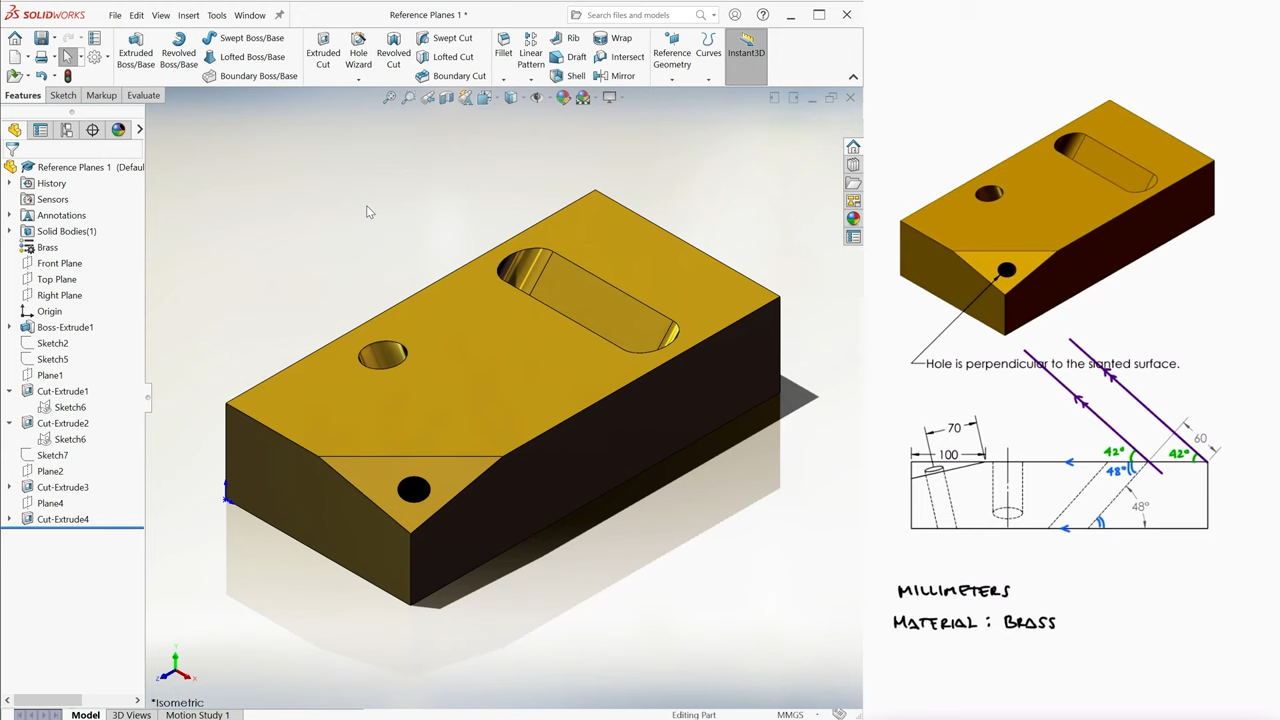 SOLIDWORKS File Edit View Insert Tools Window Reference Planes 1 * Search files and models
Extruded Boss/Base
Revolved Boss/Base
Swept Boss/Base
Lofted Boss/Base
Boundary Boss/Base
Extruded Cut
Hole Wizard
Revolved Cut
Swept Cut
Lofted Cut
Boundary Cut
Fillet
Linear Pattern
Rib
Draft
Shell
Wrap
Intersect
Mirror
Reference Geometry
Curves
Instant3D
Features Sketch Markup Evaluate
Reference Planes 1 (Defau
History
Sensors
Annotations
Solid Bodies(1)
Brass
Front Plane
Top Plane
Right Plane
Origin
Boss-Extrude1
Sketch2
Sketch5
Plane1
Cut-Extrude1
Sketch6
Cut-Extrude2
Sketch6
Sketch7
Plane2
Cut-Extrude3
Plane4
Cut-Extrude4
Y
Z X
*Isometric
Model 3D Views Motion Study 1 Editing Part MMGS
Hole is perpendicular to the slanted surface.
70
100
42°
48°
42°
60
48°
MILLIMETERS
MATERIAL : BRASS